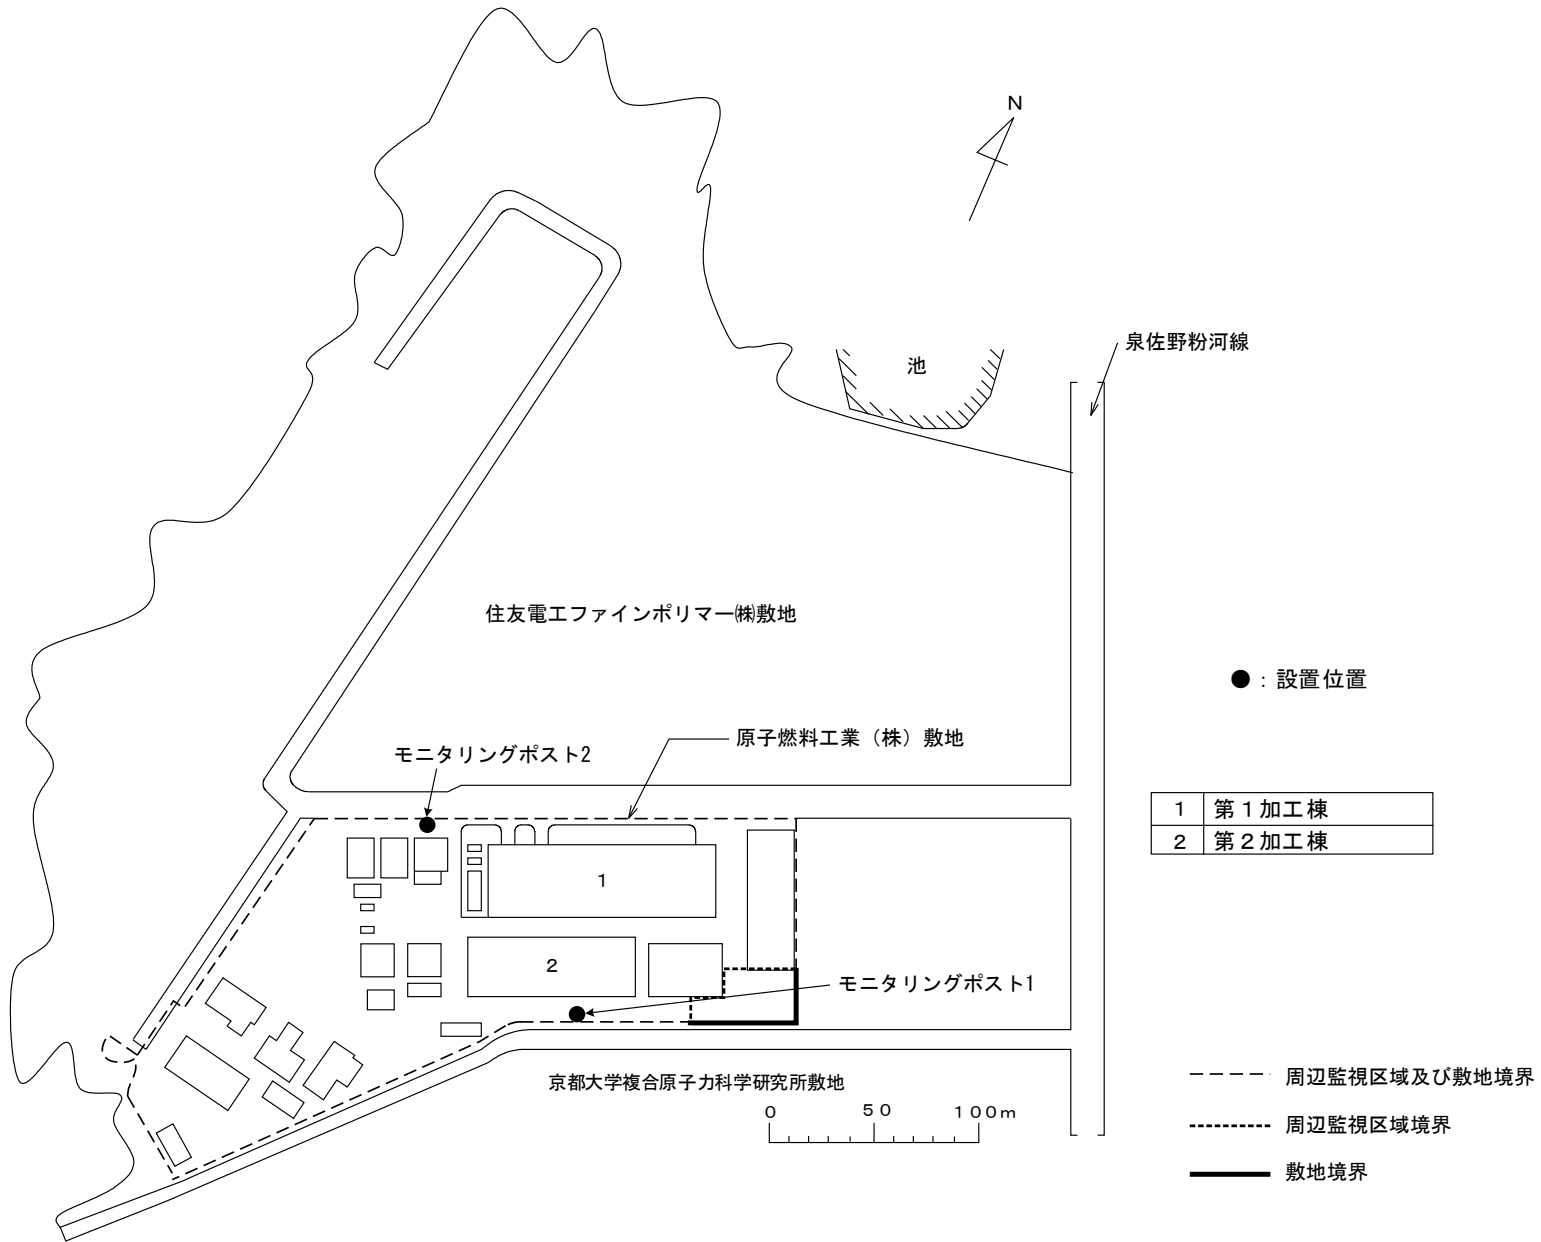 N
泉佐野粉河線
池
住友電工ファインポリマー㈱敷地
●：設置位置
原子燃料工業（株）敷地
モニタリングポスト2
1 第１加工棟
2 第２加工棟
1
2
モニタリングポスト1
京都大学複合原子力科学研究所敷地
0 50 100m
周辺監視区域及び敷地境界
周辺監視区域境界
敷地境界